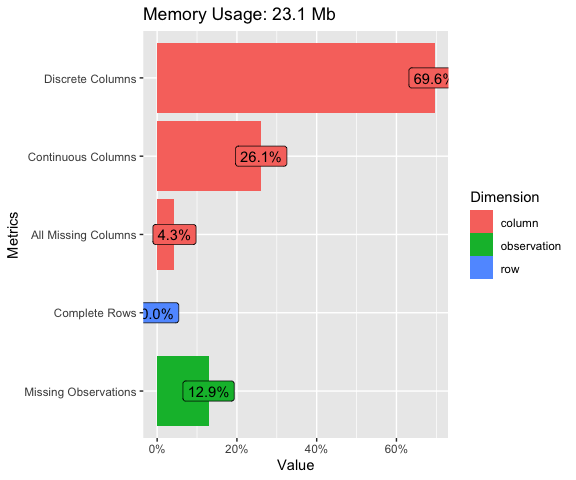 Memory Usage: 23.1 Mb
Metrics
Discrete Columns
69.6%
Continuous Columns
26.1%
All Missing Columns
4.3%
Complete Rows
0.0%
Missing Observations
12.9%
0%
20%
40%
60%
Value
Dimension
column
observation
row